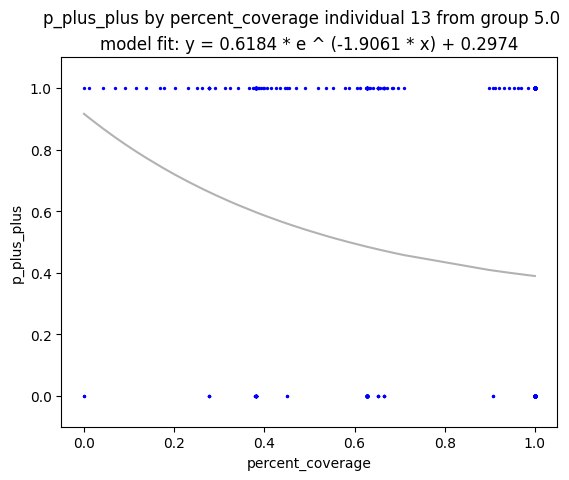 p_plus_plus by percent_coverage individual 13 from group 5.0
model fit: y = 0.6184 * e ^ (-1.9061 * x) + 0.2974
1.0
0.8
0.6
0.4
0.2
0.0
p_plus_plus
0.0 0.2 0.4 0.6 0.8 1.0
percent_coverage